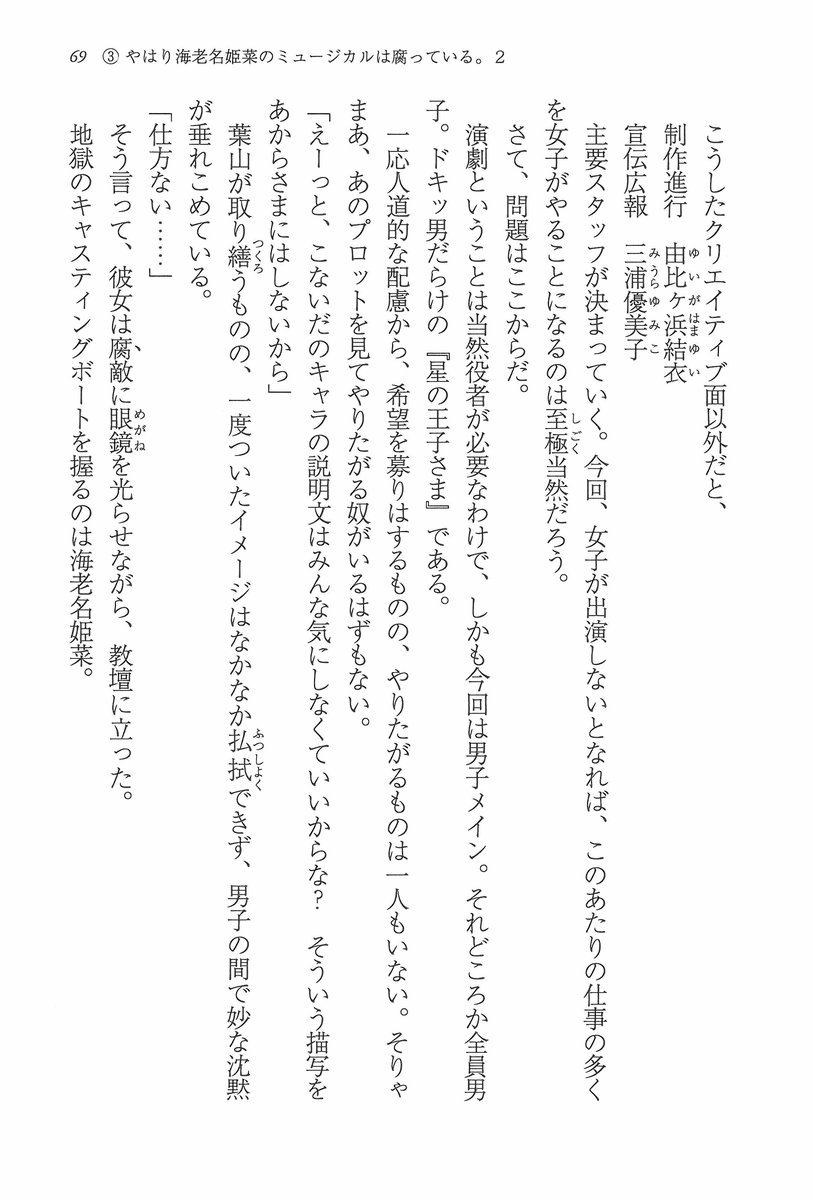 69 ③ やはり海老名姫菜のミュージカルは腐っている。2
こうしたクリエイティブ面以外だと、
制作進行　由比ヶ浜結衣
宣伝広報　三浦優美子
主要スタッフが決まっていく。今回、女子が出演しないとなれば、このあたりの仕事の多く
を女子がやることになるのは至極当然だろう。
さて、問題はここからだ。
演劇ということは当然役者が必要なわけで、しかも今回は男子メイン。それどころか全員男
子。ドキッ男だらけの『星の王子さま』である。
一応人道的な配慮から、希望を募りはするものの、やりたがるものは一人もいない。そりゃ
まあ、あのプロットを見てやりたがる奴がいるはずもない。
「えーっと、こないだのキャラの説明文はみんな気にしなくていいからな？　そういう描写を
あからさまにはしないから」
葉山が取り繕うものの、一度ついたイメージはなかなか払拭できず、男子の間で妙な沈黙
が垂れこめている。
「仕方ない……」
そう言って、彼女は腐敵に眼鏡を光らせながら、教壇に立った。
地獄のキャスティングボートを握るのは海老名姫菜。